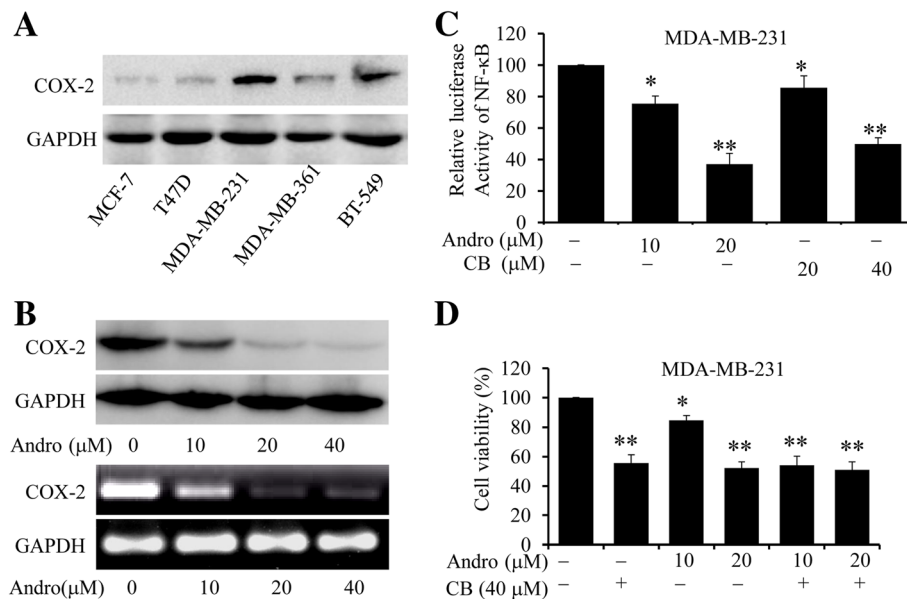 A
COX-2
GAPDH
MCF-7
T47D
MDA-MB-231
MDA-MB-361
BT-549
B
COX-2
GAPDH
Andro (μM) 0 10 20 40
COX-2
GAPDH
Andro(μM) 0 10 20 40
C
MDA-MB-231
Relative luciferase
Activity of NF-κB
120
100
80
60
40
20
0
* ** * **
Andro (μM) – 10 20 – –
CB (μM) – – – 20 40
D
MDA-MB-231
Cell viability (%)
120
100
80
60
40
20
0
** * ** ** **
Andro (μM) – – 10 20 10 20
CB (40 μM) – + – – + +